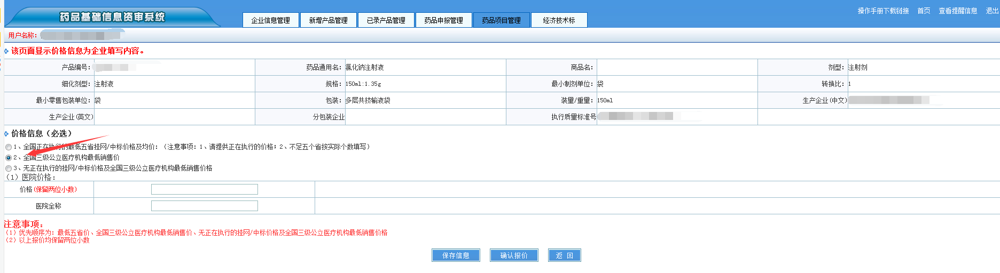 药品基础信息资审系统
企业信息管理 新增产品管理 已录产品管理 药品申报管理 药品项目管理 经济技术标
操作手册下载链接 首页 查看提醒信息 退出
用户名称：
该页面显示价格信息为企业填写内容。
产品编号： 药品通用名：氯化钠注射液 商品名： 剂型：注射剂
细化剂型：注射液 规格：150ml:1.35g 最小制剂单位：袋 转换比：1
最小零售包装单位：袋 包装：多层共挤输液袋 装量/重量：150ml 生产企业(中文)
生产企业(英文) 分包装企业 执行质量标准号
价格信息（必选）
1、全国正在执行的最低五省挂网/中标价格及均价：（注意事项：1、请提供正在执行的价格；2、不足五个省按实际个数填写）
2、全国三级公立医疗机构最低销售价
3、无正在执行的挂网/中标价格及全国三级公立医疗机构最低销售价格
（1）医院价格：
价格(保留两位小数)
医院全称
注意事项：
（1）优先顺序为：最低五省价、全国三级公立医疗机构最低销售价、无正在执行的挂网/中标价格及全国三级公立医疗机构最低销售价格
（2）以上报价均保留两位小数
保存信息 确认报价 返 回